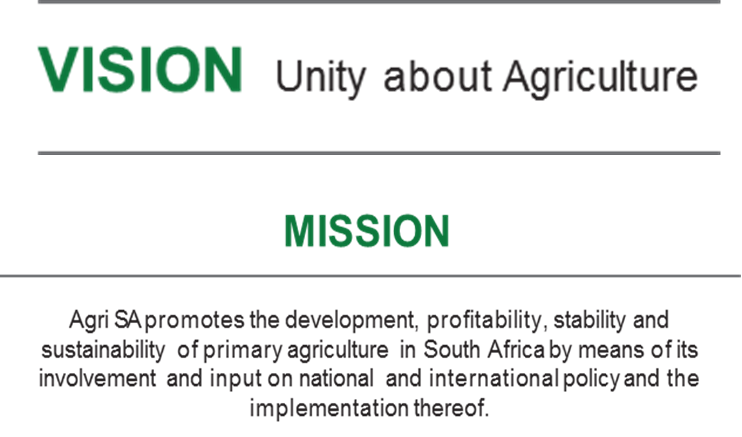 VISION Unity about Agriculture
MISSION
Agri SA promotes the development, profitability, stability and
sustainability of primary agriculture in South Africa by means of its
involvement and input on national and international policy and the
implementation thereof.